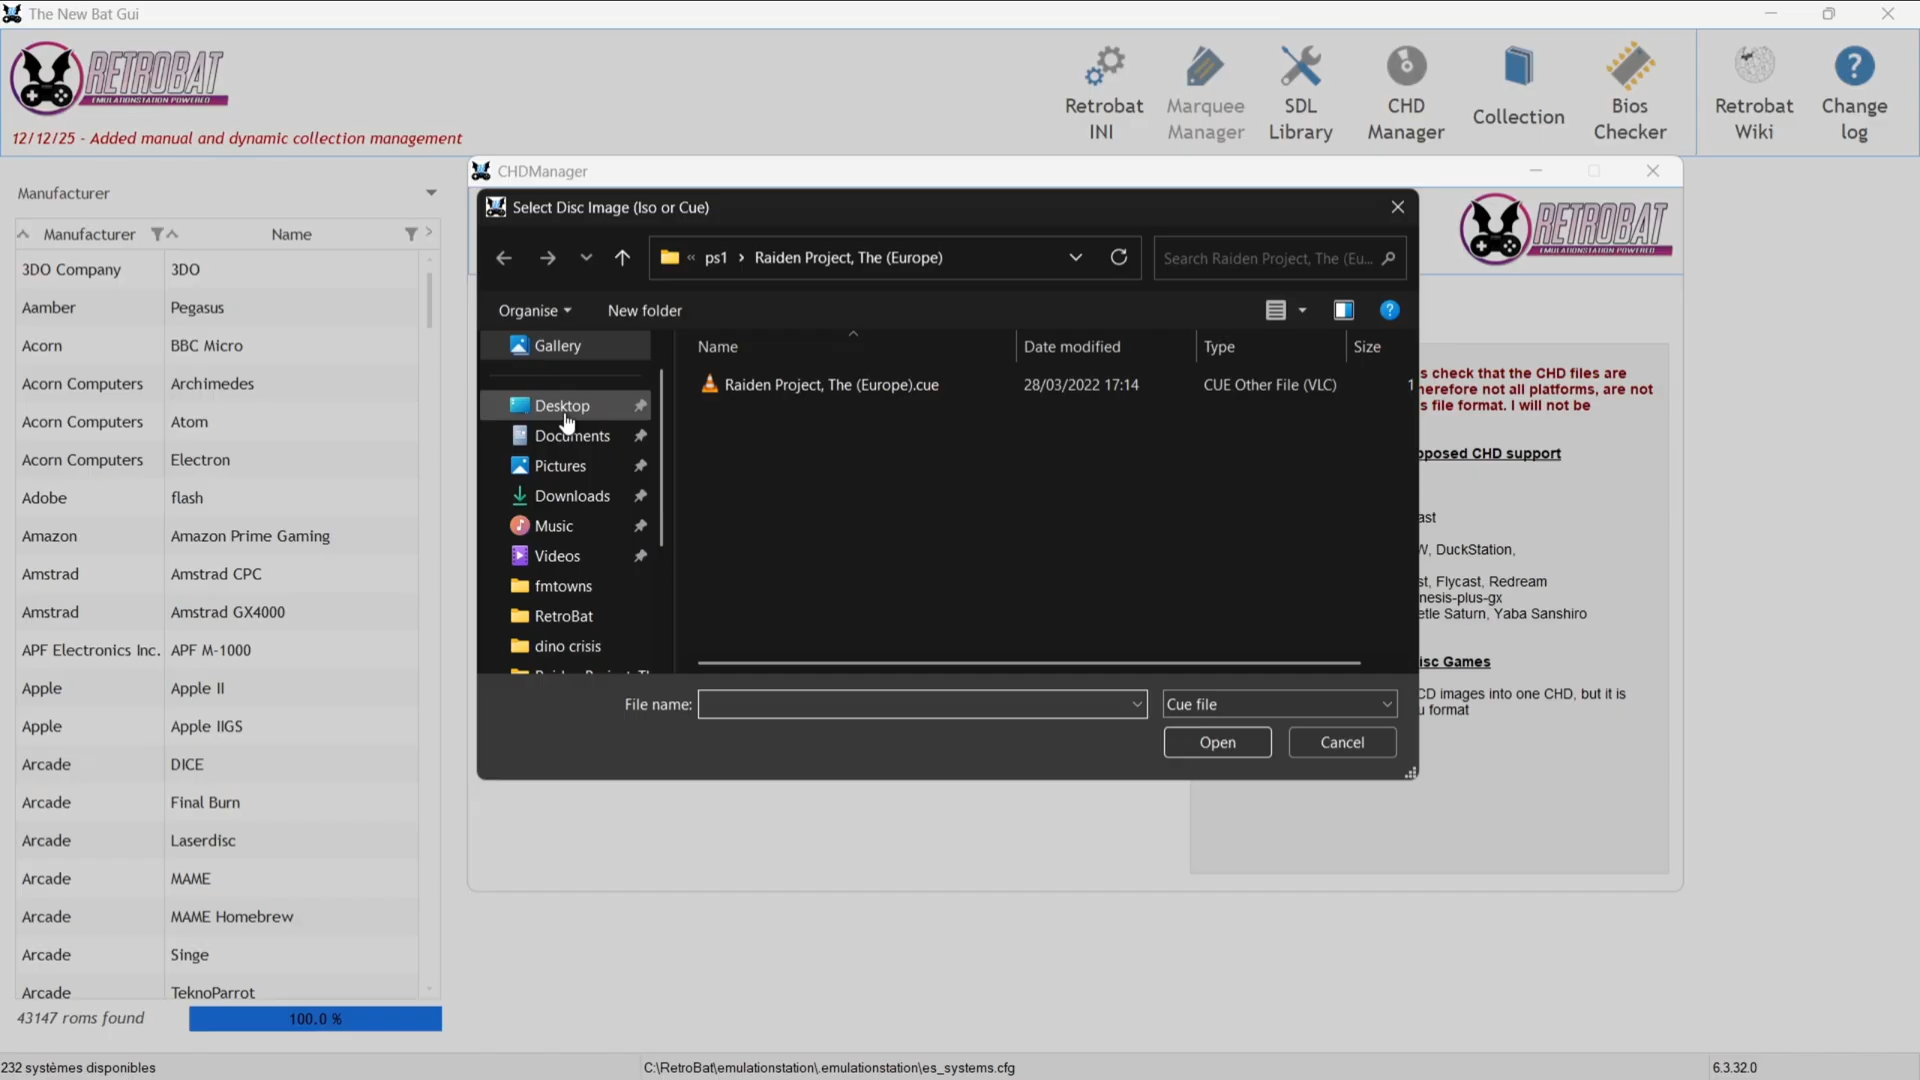 The New Bat Gui
RETROBAT
EMULATIONSTATION POWERED
12/12/25 - Added manual and dynamic collection management
Retrobat INI
Marquee Manager
SDL Library
CHD Manager
Collection
Bios Checker
Retrobat Wiki
Change log
Manufacturer
Manufacturer Name
3DO Company 3DO
Aamber Pegasus
Acorn BBC Micro
Acorn Computers Archimedes
Acorn Computers Atom
Acorn Computers Electron
Adobe flash
Amazon Amazon Prime Gaming
Amstrad Amstrad CPC
Amstrad Amstrad GX4000
APF Electronics Inc. APF M-1000
Apple Apple II
Apple Apple IIGS
Arcade DICE
Arcade Final Burn
Arcade Laserdisc
Arcade MAME
Arcade MAME Homebrew
Arcade Singe
Arcade TeknoParrot
43147 roms found 100.0 %
CHDManager
RETROBAT
EMULATIONSTATION POWERED
Select Disc Image (Iso or Cue)
« ps1 › Raiden Project, The (Europe)
Search Raiden Project, The (Eu...
Organise New folder
Gallery
Desktop
Documents
Pictures
Downloads
Music
Videos
fmtowns
RetroBat
dino crisis
Name Date modified Type Size
Raiden Project, The (Europe).cue 28/03/2022 17:14 CUE Other File (VLC) 1
File name: Cue file
Open Cancel
s check that the CHD files are
herefore not all platforms, are not
s file format. I will not be
posed CHD support
ast
, DuckStation,
st, Flycast, Redream
nesis-plus-gx
etle Saturn, Yaba Sanshiro
isc Games
CD images into one CHD, but it is
u format
232 systèmes disponibles C:\RetroBat\emulationstation\.emulationstation\es_systems.cfg 6.3.32.0